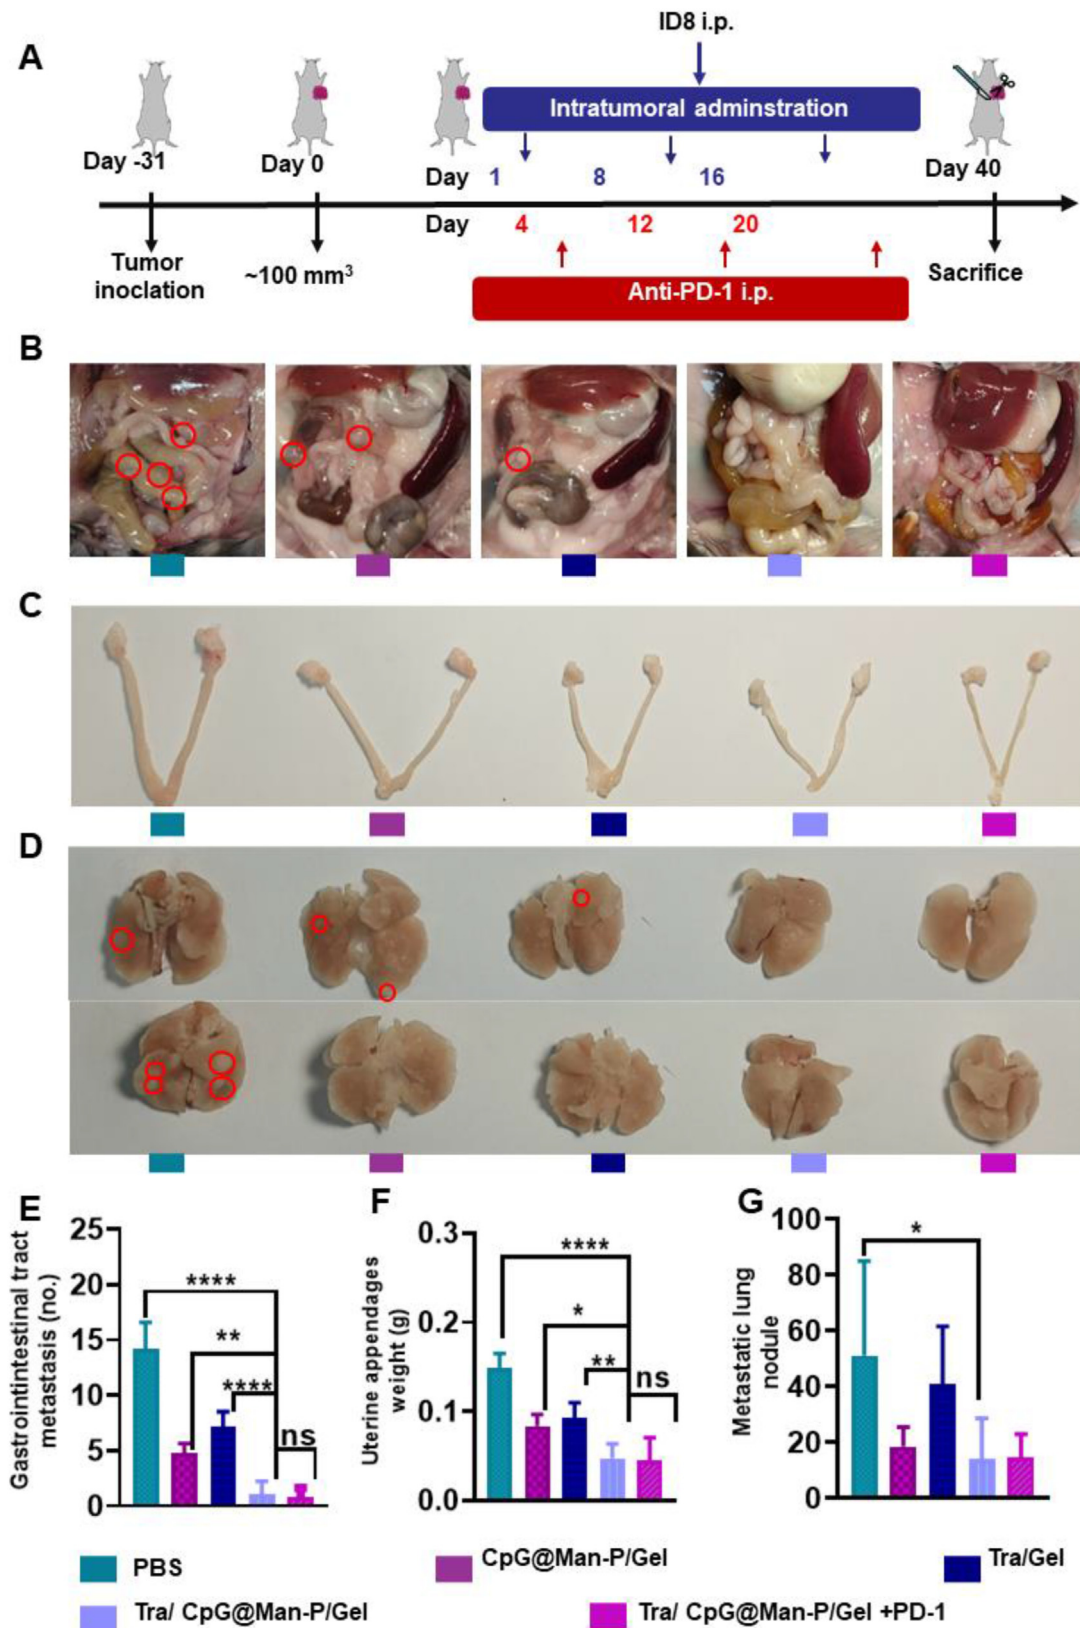 A
ID8 i.p.
Intratumoral adminstration
Day -31
Day 0
Day 1 8 16
Day 40
Day 4 12 20
Tumor
inoclation
~100 mm³
Sacrifice
Anti-PD-1 i.p.
B
C
D
E
Gastrointintestinal tract
metastasis (no.)
25
20
15
10
5
0
****
**
****
ns
F
Uterine appendages
weight (g)
0.3
0.2
0.1
0.0
****
*
**
ns
G
Metastatic lung
nodule
100
80
60
40
20
0
*
PBS
CpG@Man-P/Gel
Tra/Gel
Tra/ CpG@Man-P/Gel
Tra/ CpG@Man-P/Gel +PD-1